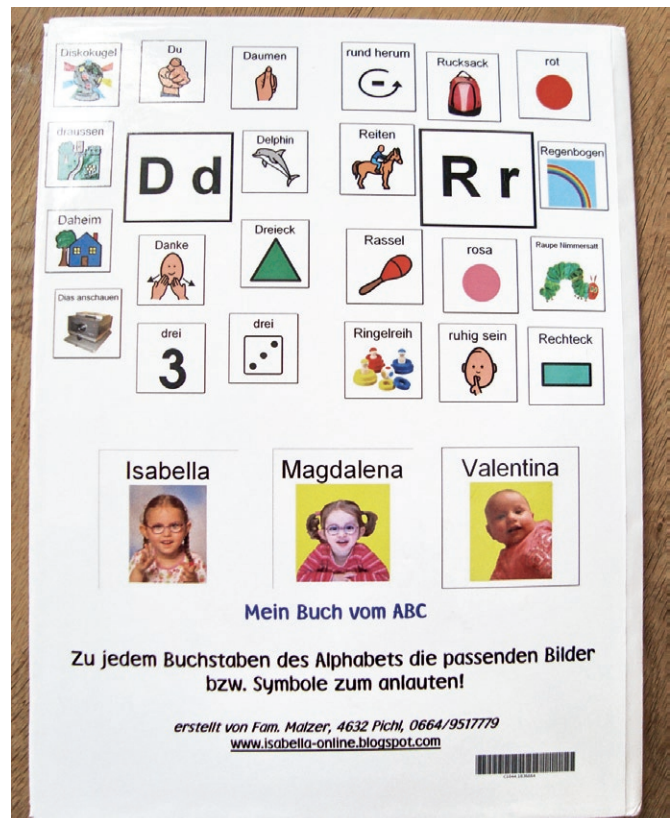 Diskokugel
Du
Daumen
rund herum
Rucksack
rot
draussen
D d
Delphin
Reiten
R r
Regenbogen
Daheim
Danke
Dreieck
Rassel
rosa
Raupe Nimmersatt
Dias anschauen
drei
3
drei
Ringelreih
ruhig sein
Rechteck
Isabella
Magdalena
Valentina
Mein Buch vom ABC
Zu jedem Buchstaben des Alphabets die passenden Bilder
bzw. Symbole zum anlauten!
erstellt von Fam. Malzer, 4632 Pichl, 0664/9517779
www.isabella-online.blogspot.com